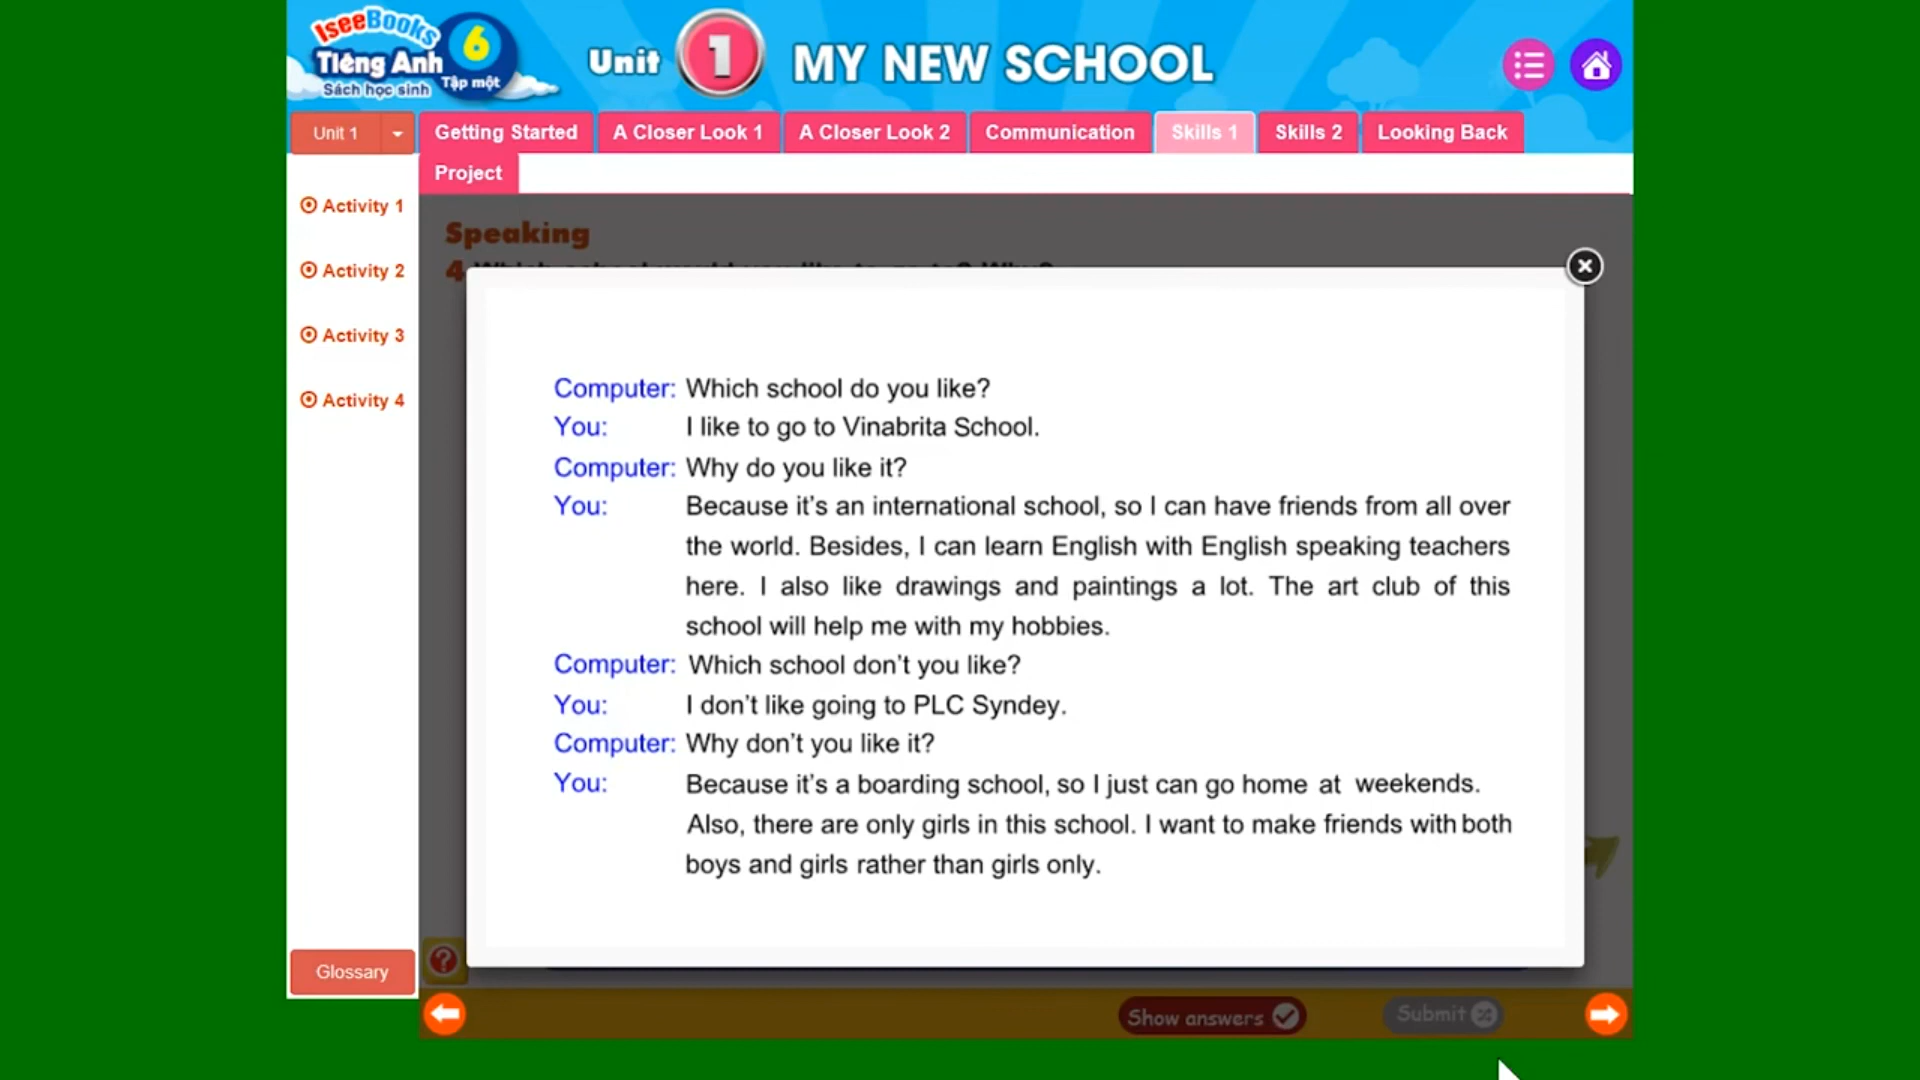 IseeBooks
Tiếng Anh 6
Tập một
Sách học sinh
Unit 1 MY NEW SCHOOL
Unit 1
Getting Started
A Closer Look 1
A Closer Look 2
Communication
Skills 1
Skills 2
Looking Back
Project
Activity 1
Activity 2
Activity 3
Activity 4
Glossary
Speaking
4
Computer: Which school do you like?
You: I like to go to Vinabrita School.
Computer: Why do you like it?
You: Because it’s an international school, so I can have friends from all over
the world. Besides, I can learn English with English speaking teachers
here. I also like drawings and paintings a lot. The art club of this
school will help me with my hobbies.
Computer: Which school don’t you like?
You: I don’t like going to PLC Syndey.
Computer: Why don’t you like it?
You: Because it’s a boarding school, so I just can go home at weekends.
Also, there are only girls in this school. I want to make friends with both
boys and girls rather than girls only.
?
Show answers
Submit